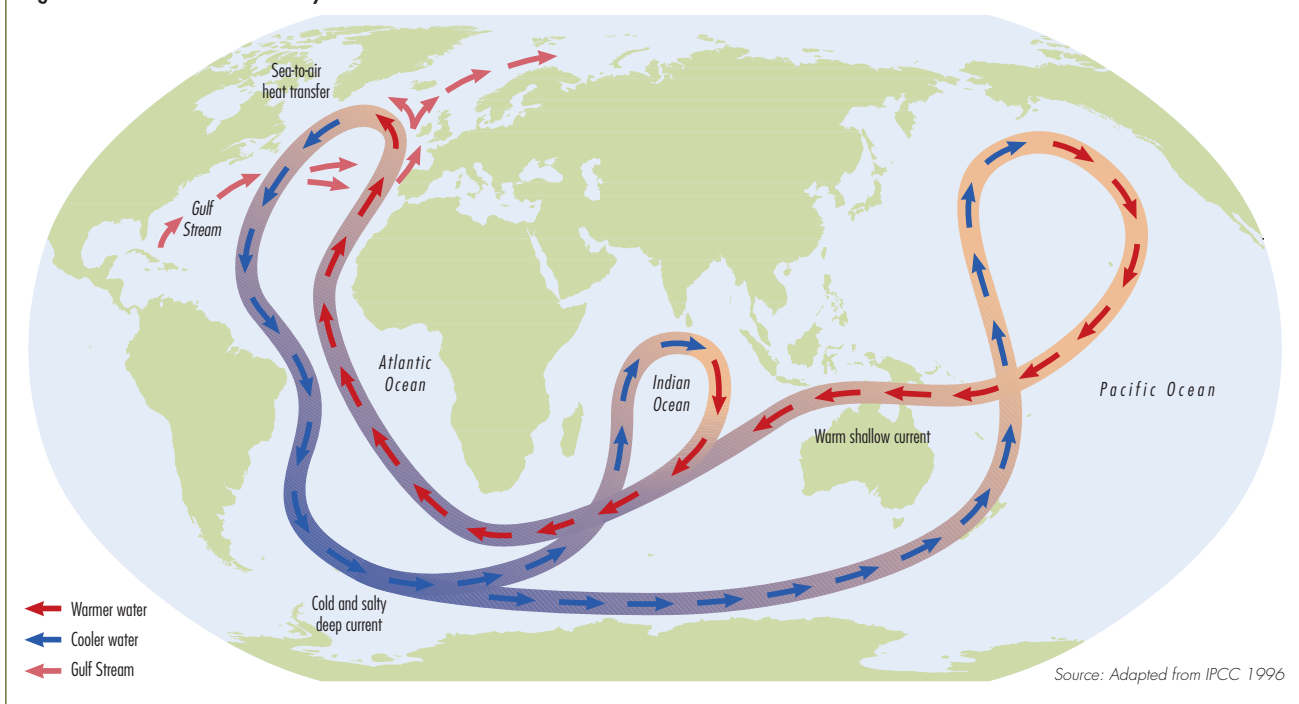 Sea-to-air
heat transfer
Gulf
Stream
Atlantic
Ocean
Indian
Ocean
Pacific Ocean
Warm shallow current
Cold and salty
deep current
Warmer water
Cooler water
Gulf Stream
Source: Adapted from IPCC 1996